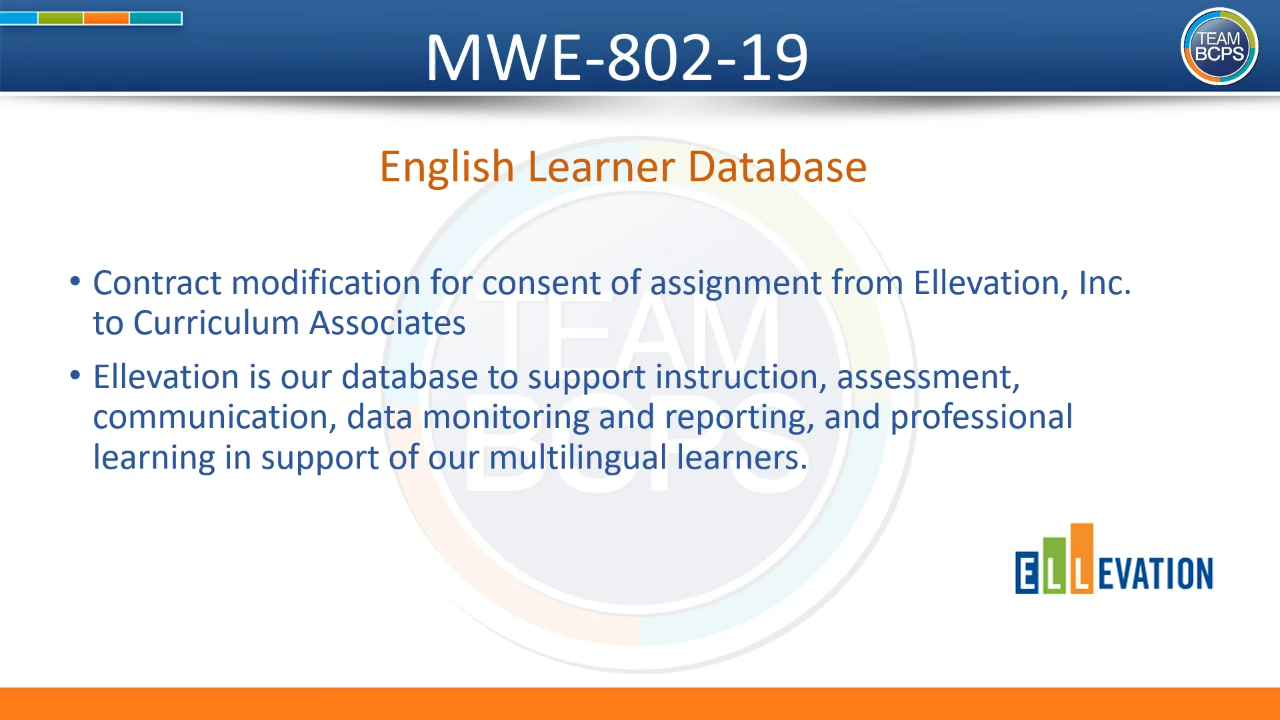 MWE-802-19
TEAM
BCPS
English Learner Database
• Contract modification for consent of assignment from Ellevation, Inc.
to Curriculum Associates
• Ellevation is our database to support instruction, assessment,
communication, data monitoring and reporting, and professional
learning in support of our multilingual learners.
TEAM
BCPS
ELLEVATION